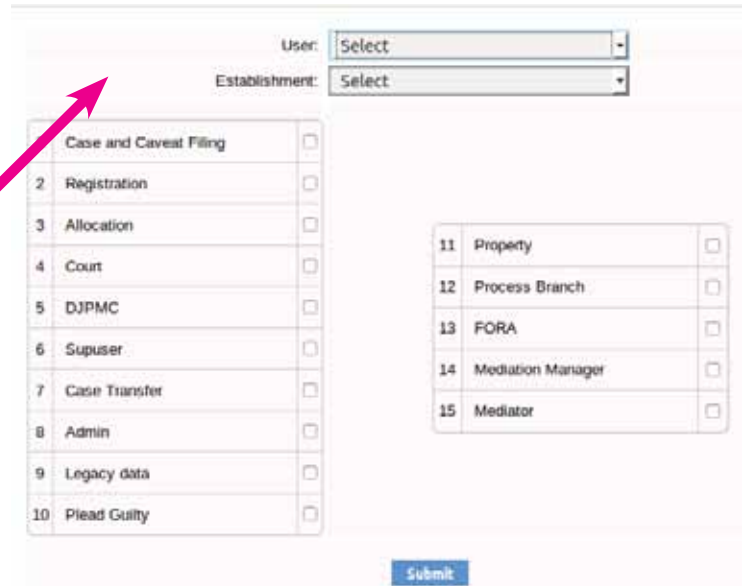 User: Select
Establishment: Select
Case and Caveat Filing
2 Registration
3 Allocation
4 Court
5 DJPMC
6 Supuser
7 Case Transfer
8 Admin
9 Legacy data
10 Plead Guilty
11 Property
12 Process Branch
13 FORA
14 Mediation Manager
15 Mediator
Submit